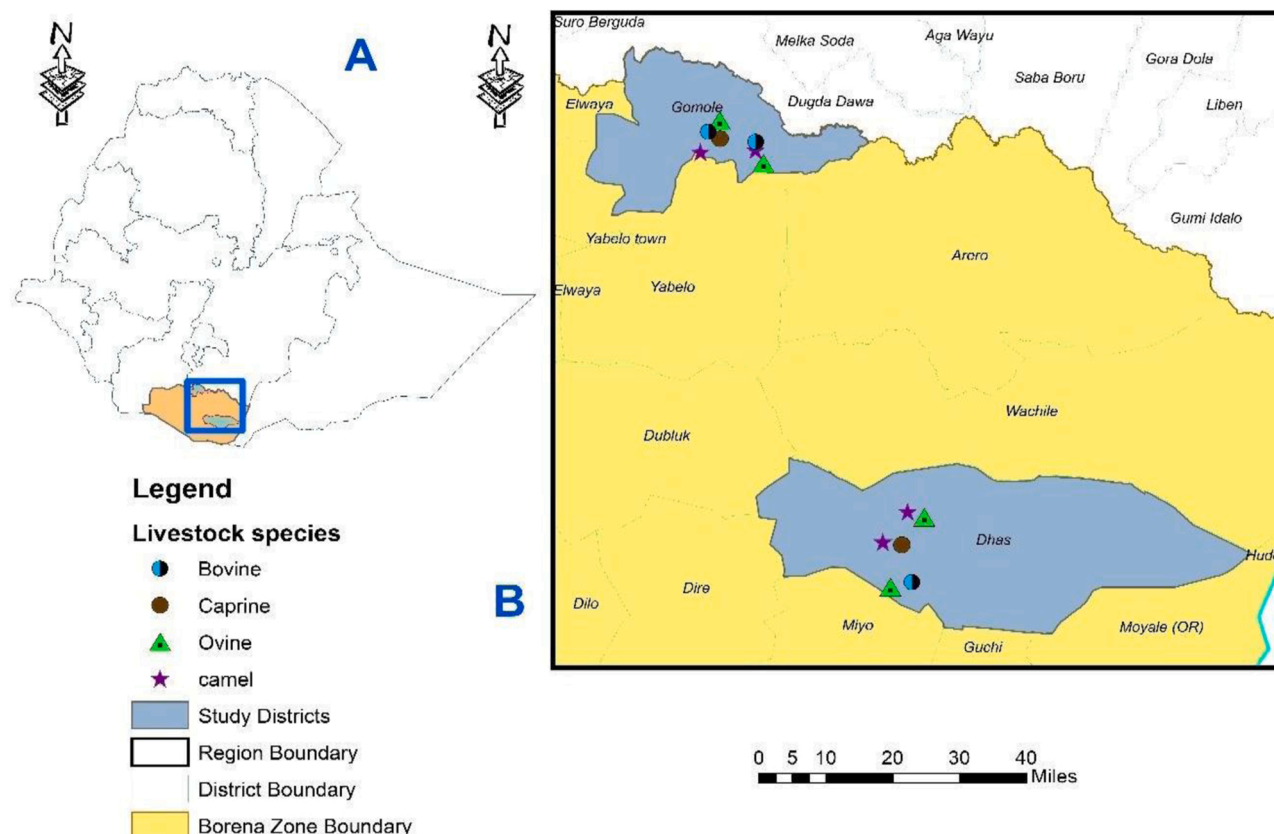 N
A
N
Legend
Livestock species
Bovine
Caprine
Ovine
camel
Study Districts
Region Boundary
District Boundary
Borena Zone Boundary
B
Suro Berguda
Melka Soda
Aga Wayu
Gora Dola
Saba Boru
Elwaya
Gomole
Dugda Dawa
Liben
Gumi Idalo
Yabelo town
Arero
Elwaya
Yabelo
Wachile
Dubluk
Dhas
Dilo
Dire
Miyo
Moyale (OR)
Guchi
0 5 10 20 30 40
Miles